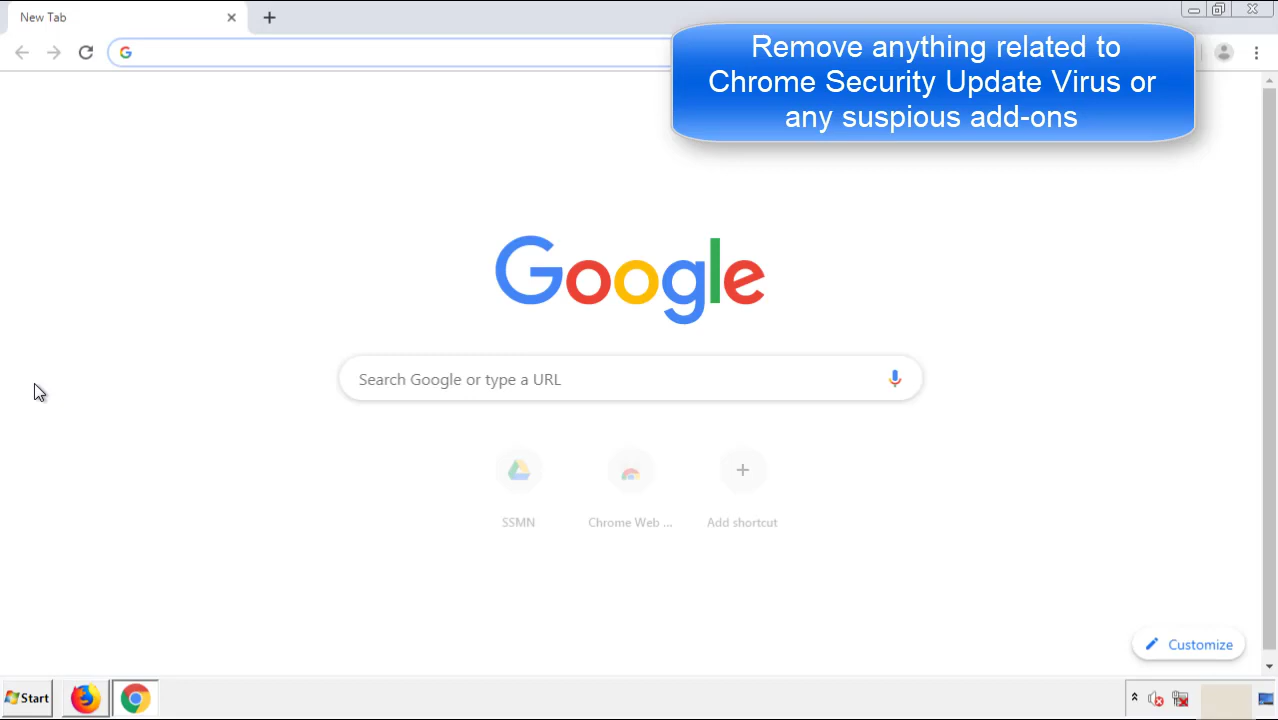 New Tab
Remove anything related to
Chrome Security Update Virus or
any suspious add-ons
Google
Search Google or type a URL
SSMN
Chrome Web ...
Add shortcut
Customize
Start